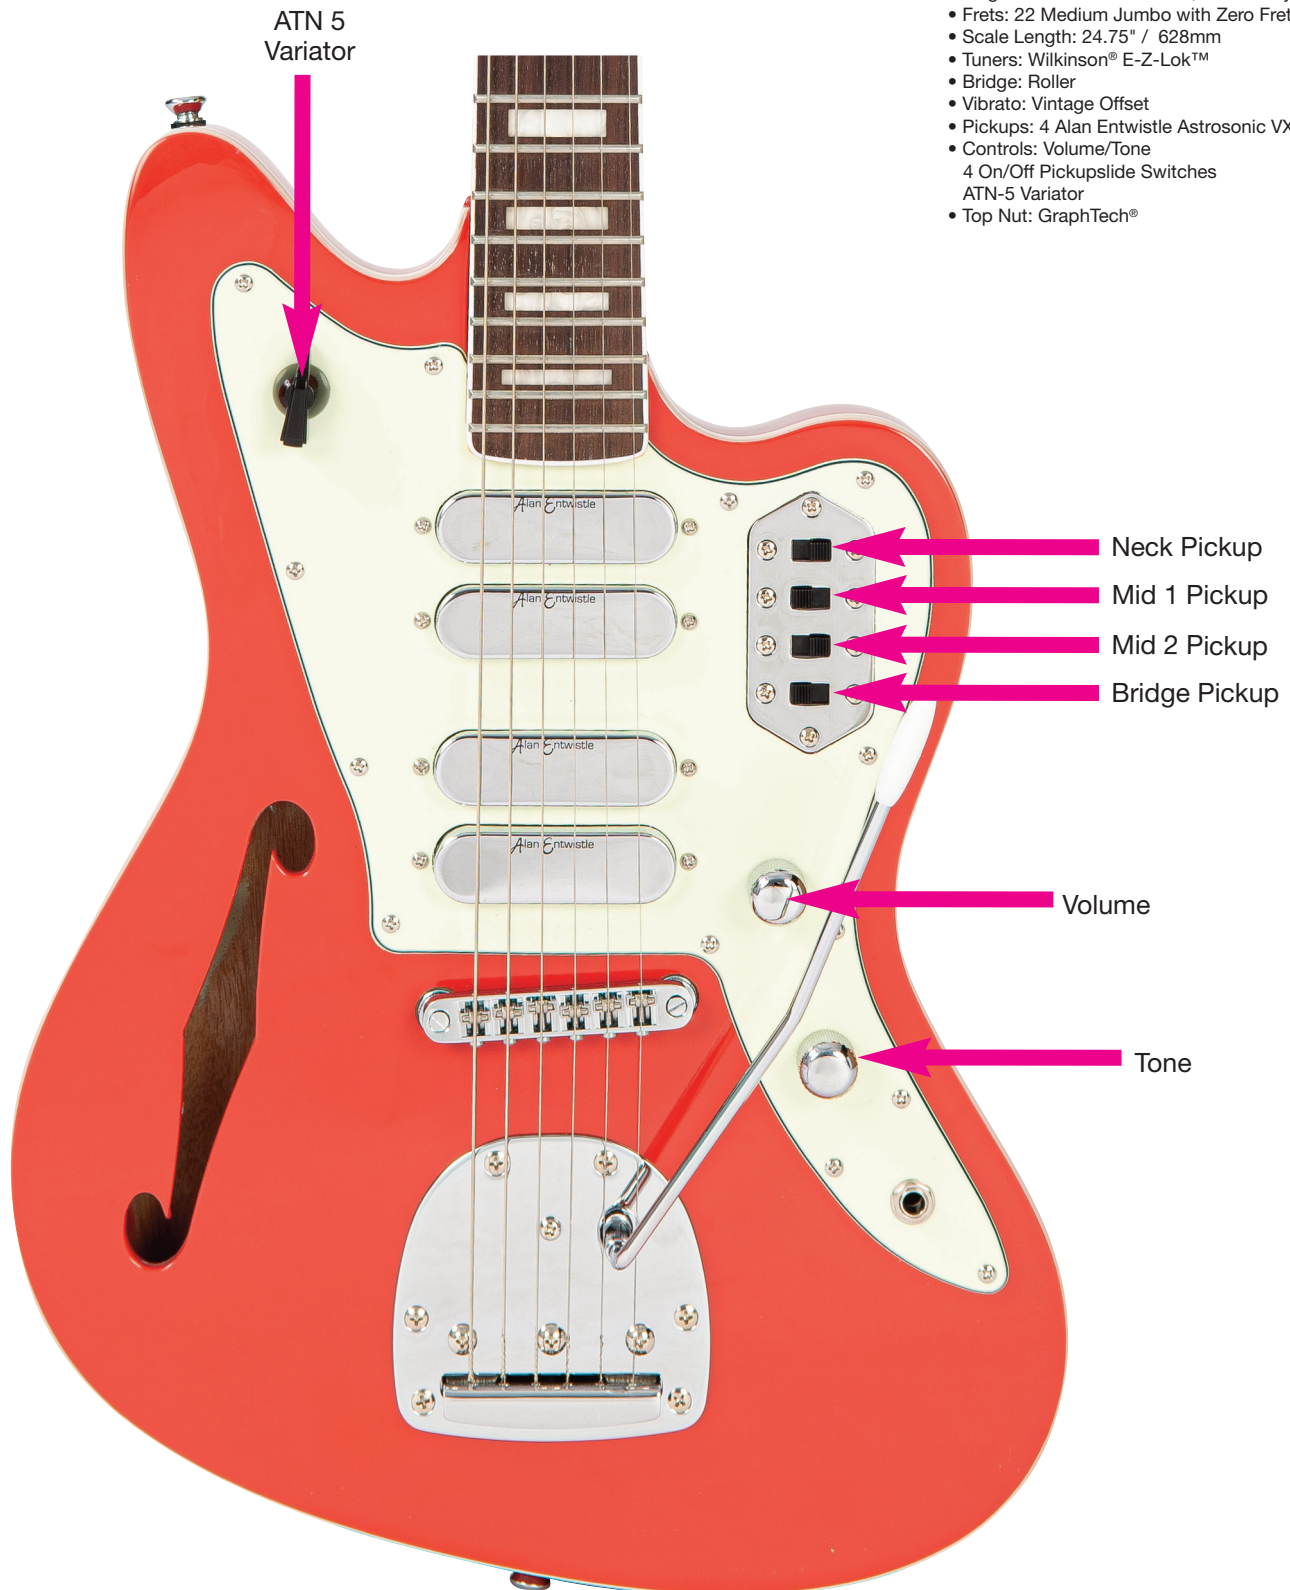 • Frets: 22 Medium Jumbo with Zero Fret
• Scale Length: 24.75" / 628mm
• Tuners: Wilkinson® E-Z-Lok™
• Bridge: Roller
• Vibrato: Vintage Offset
• Pickups: 4 Alan Entwistle Astrosonic VX
• Controls: Volume/Tone
4 On/Off Pickupslide Switches
ATN-5 Variator
• Top Nut: GraphTech®
ATN 5
Variator
Alan Entwistle
Alan Entwistle
Alan Entwistle
Alan Entwistle
Neck Pickup
Mid 1 Pickup
Mid 2 Pickup
Bridge Pickup
Volume
Tone